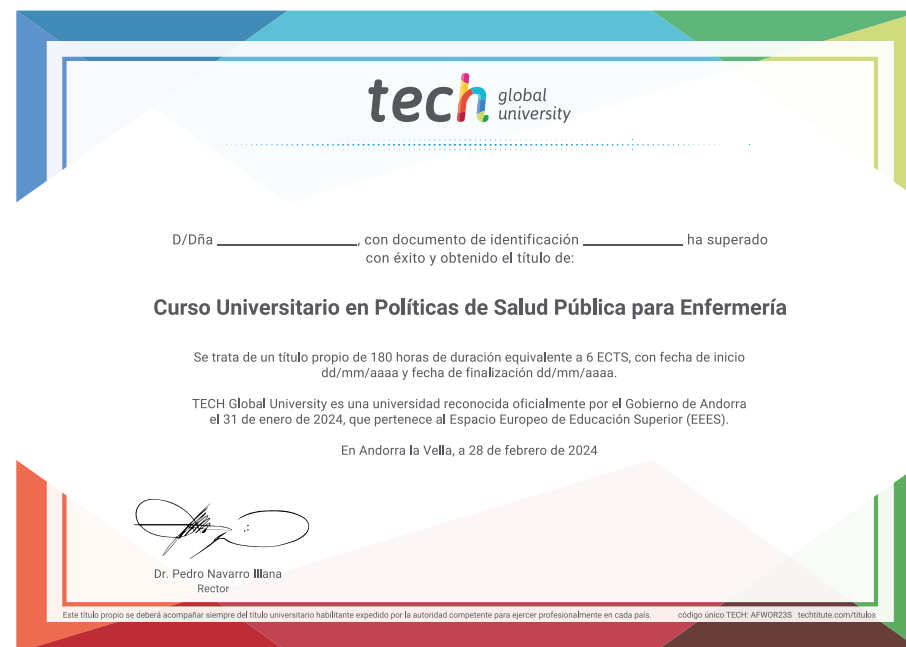 tech global university
D/Dña ____________________, con documento de identificación ______________ ha superado
con éxito y obtenido el título de:
Curso Universitario en Políticas de Salud Pública para Enfermería
Se trata de un título propio de 180 horas de duración equivalente a 6 ECTS, con fecha de inicio
dd/mm/aaaa y fecha de finalización dd/mm/aaaa.
TECH Global University es una universidad reconocida oficialmente por el Gobierno de Andorra
el 31 de enero de 2024, que pertenece al Espacio Europeo de Educación Superior (EEES).
En Andorra la Vella, a 28 de febrero de 2024
Dr. Pedro Navarro Illana
Rector
Este título propio se deberá acompañar siempre del título universitario habilitante expedido por la autoridad competente para ejercer profesionalmente en cada país. código único TECH: AFWOR23S techtitute.com/titulos